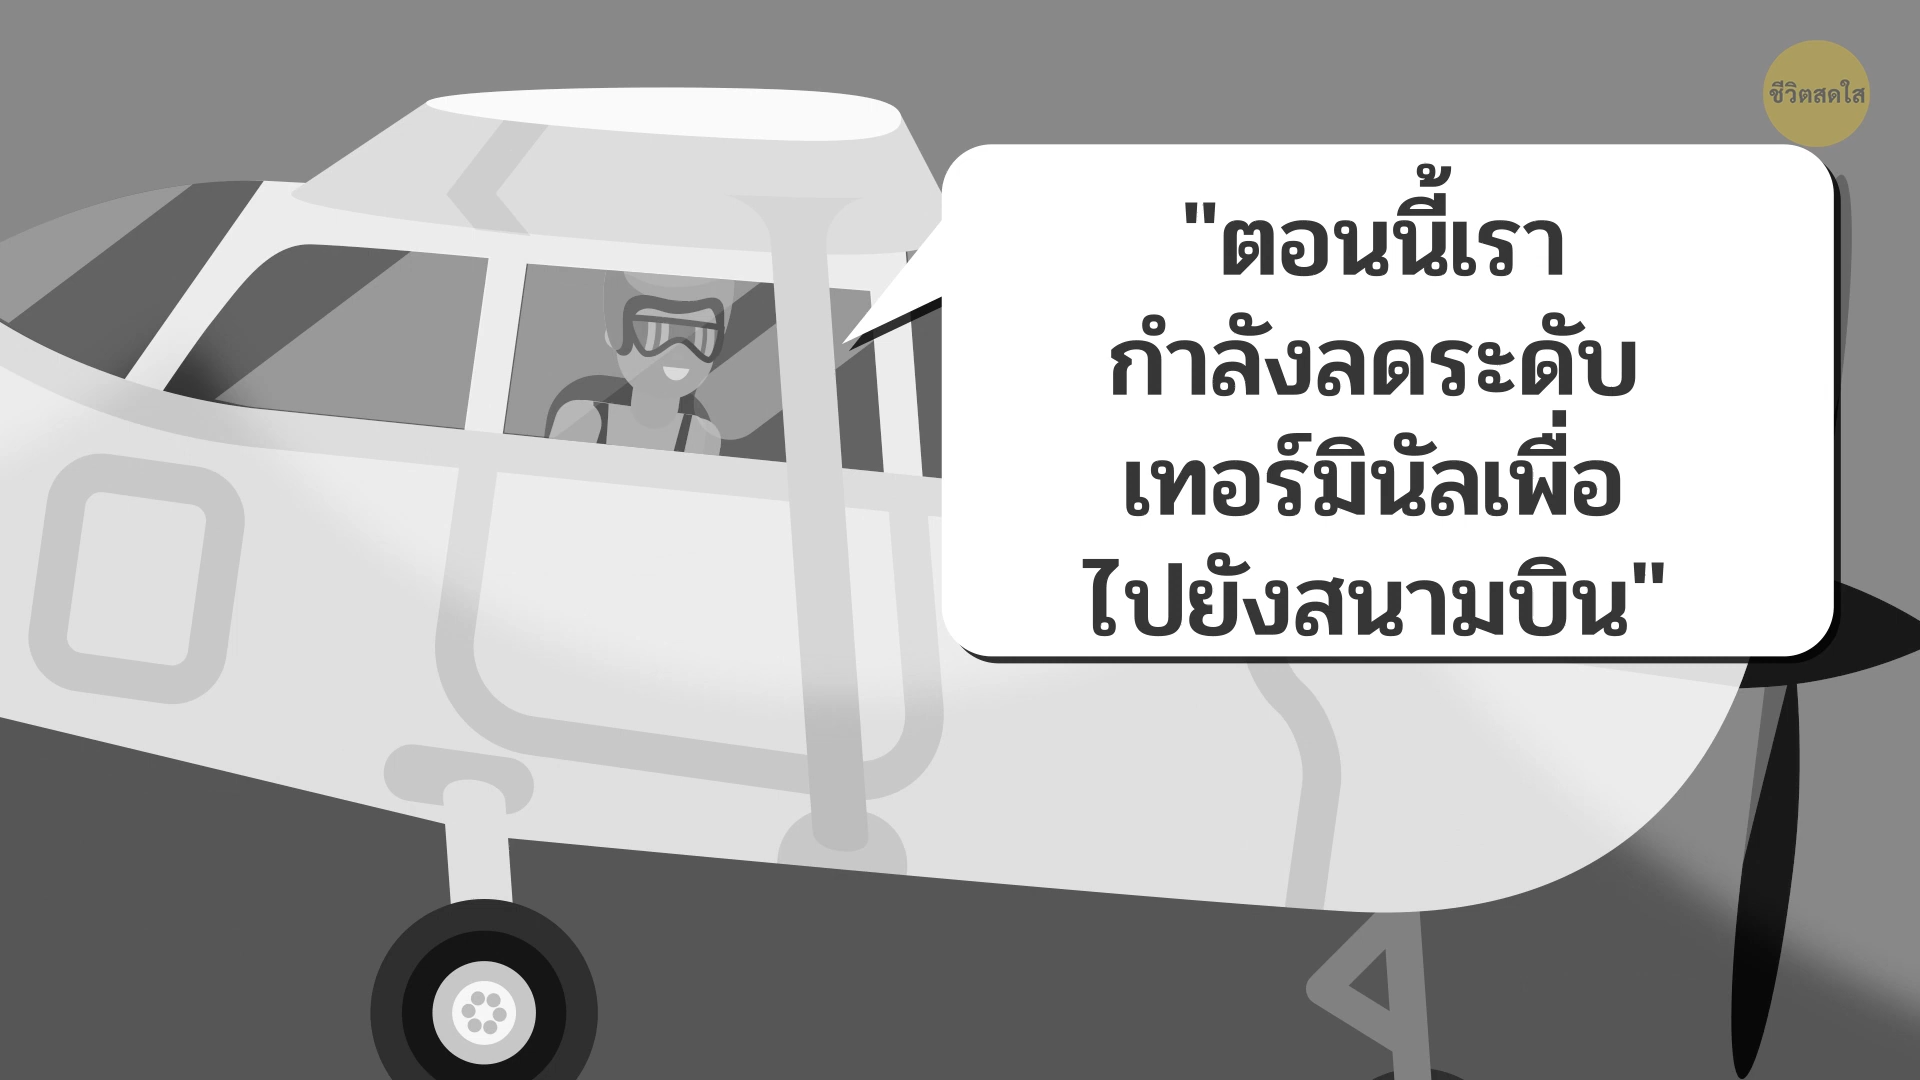 ชีวิตสดใส
"ตอนนี้เรา
กำลังลดระดับ
เทอร์มินัลเพื่อ
ไปยังสนามบิน"